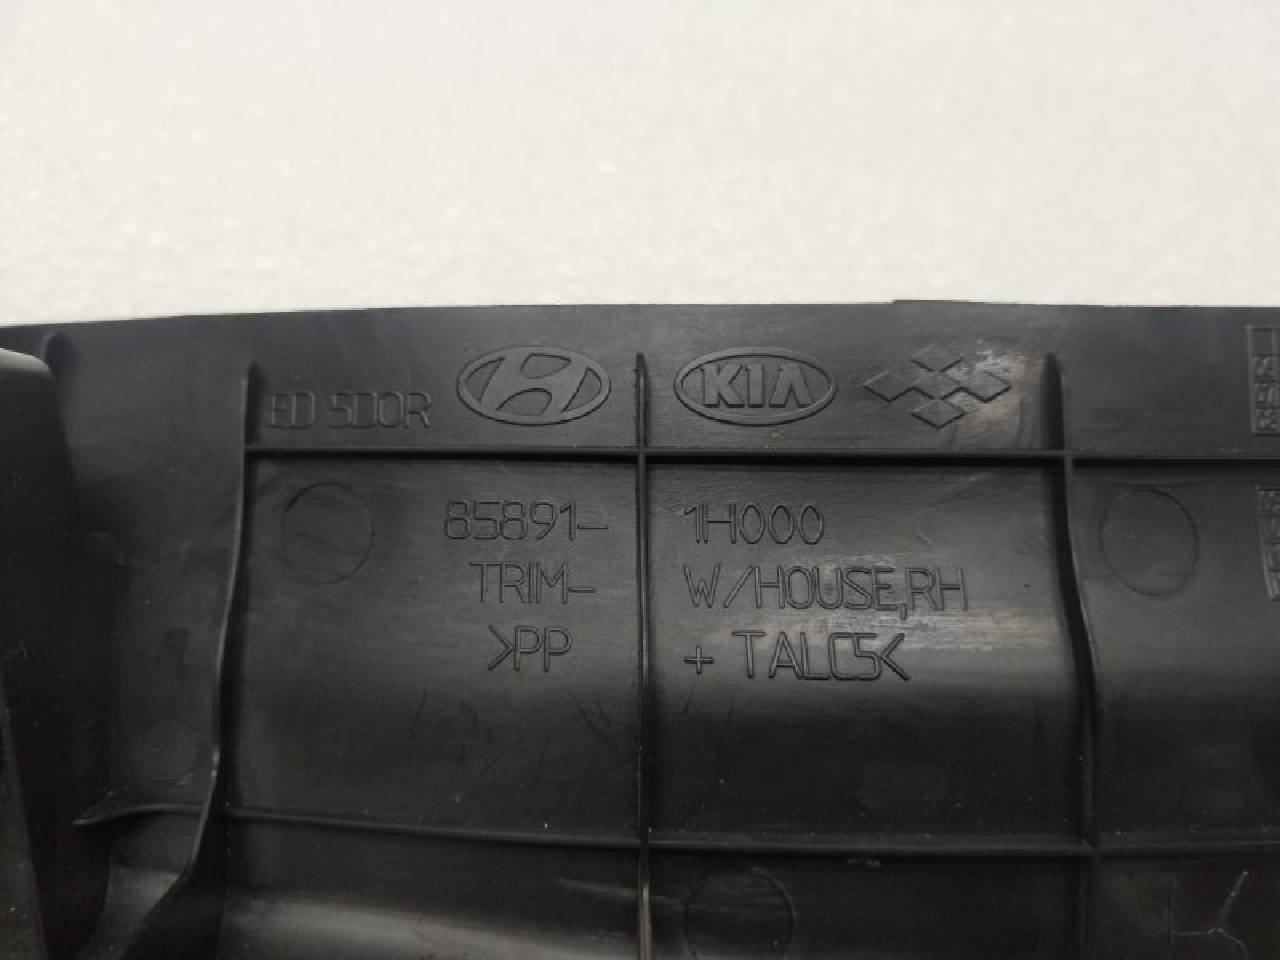 ED 5DOR KIA
85891- 1H000
TRIM- W/HOUSE,RH
>PP + TALC5<